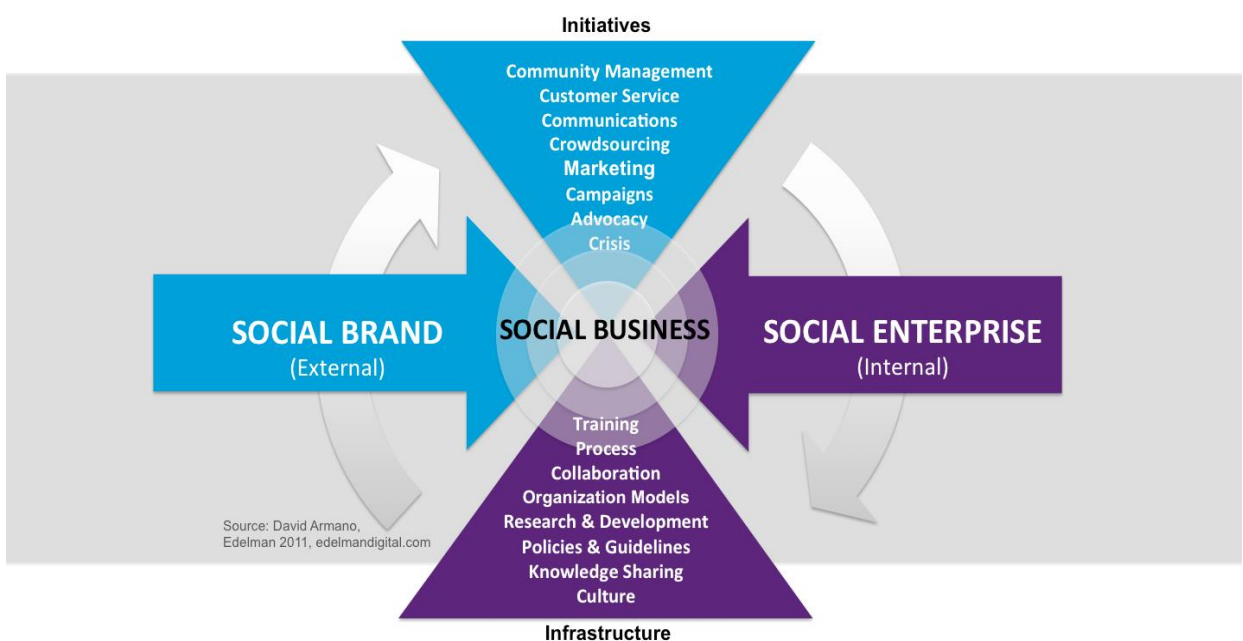 Initiatives
Community Management
Customer Service
Communications
Crowdsourcing
Marketing
Campaigns
Advocacy
Crisis
SOCIAL BRAND
(External)
SOCIAL BUSINESS
SOCIAL ENTERPRISE
(Internal)
Training
Process
Collaboration
Organization Models
Research & Development
Policies & Guidelines
Knowledge Sharing
Culture
Source: David Armano,
Edelman 2011, edelmandigital.com
Infrastructure